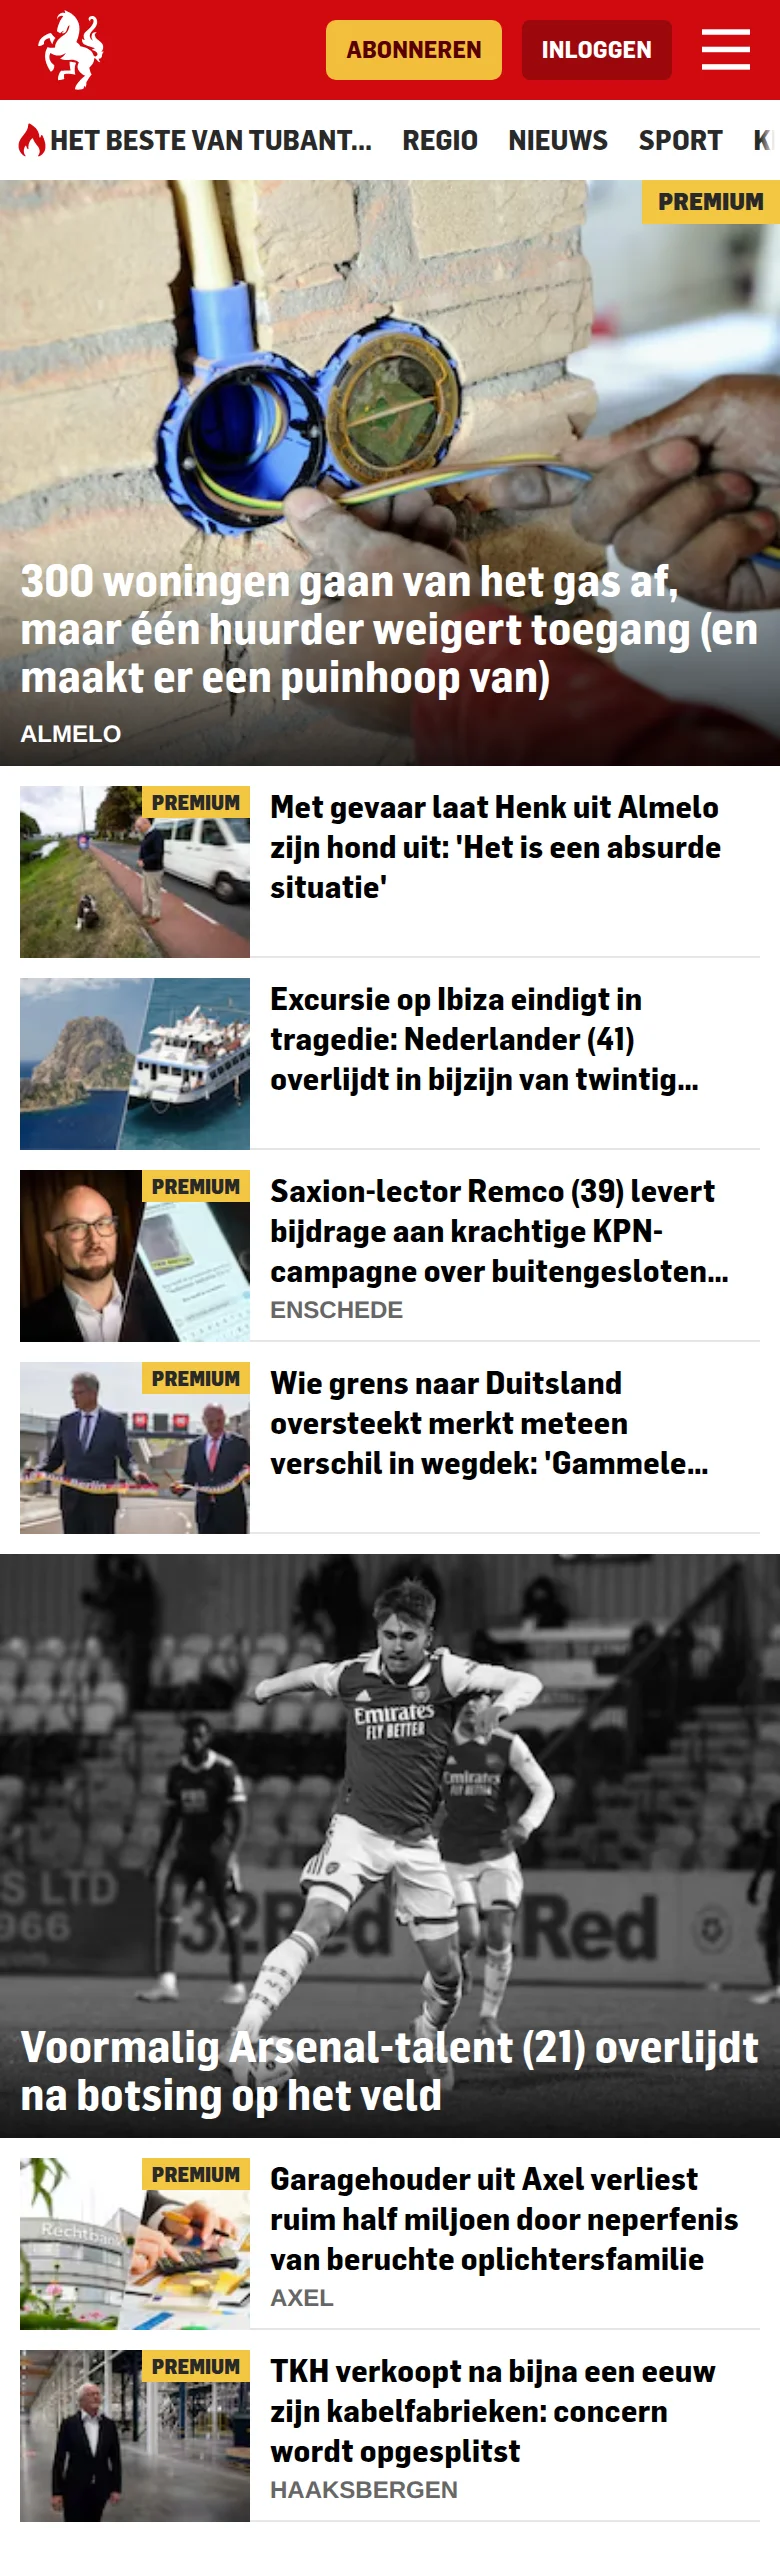 ABONNEREN
INLOGGEN
HET BESTE VAN TUBANT... REGIO NIEUWS SPORT
PREMIUM
300 woningen gaan van het gas af,
maar één huurder weigert toegang (en
maakt er een puinhoop van)
ALMELO
PREMIUM
Met gevaar laat Henk uit Almelo
zijn hond uit: 'Het is een absurde
situatie'
Excursie op Ibiza eindigt in
tragedie: Nederlander (41)
overlijdt in bijzijn van twintig...
PREMIUM
Saxion-lector Remco (39) levert
bijdrage aan krachtige KPN-
campagne over buitengesloten...
ENSCHEDE
PREMIUM
Wie grens naar Duitsland
oversteekt merkt meteen
verschil in wegdek: 'Gammele...
Emirates
FLY BETTER
Emirates
S LTD
966
32Red
Red
Voormalig Arsenal-talent (21) overlijdt
na botsing op het veld
PREMIUM
Rechtbank
Garagehouder uit Axel verliest
ruim half miljoen door neperfenis
van beruchte oplichtersfamilie
AXEL
PREMIUM
TKH verkoopt na bijna een eeuw
zijn kabelfabrieken: concern
wordt opgesplitst
HAAKSBERGEN